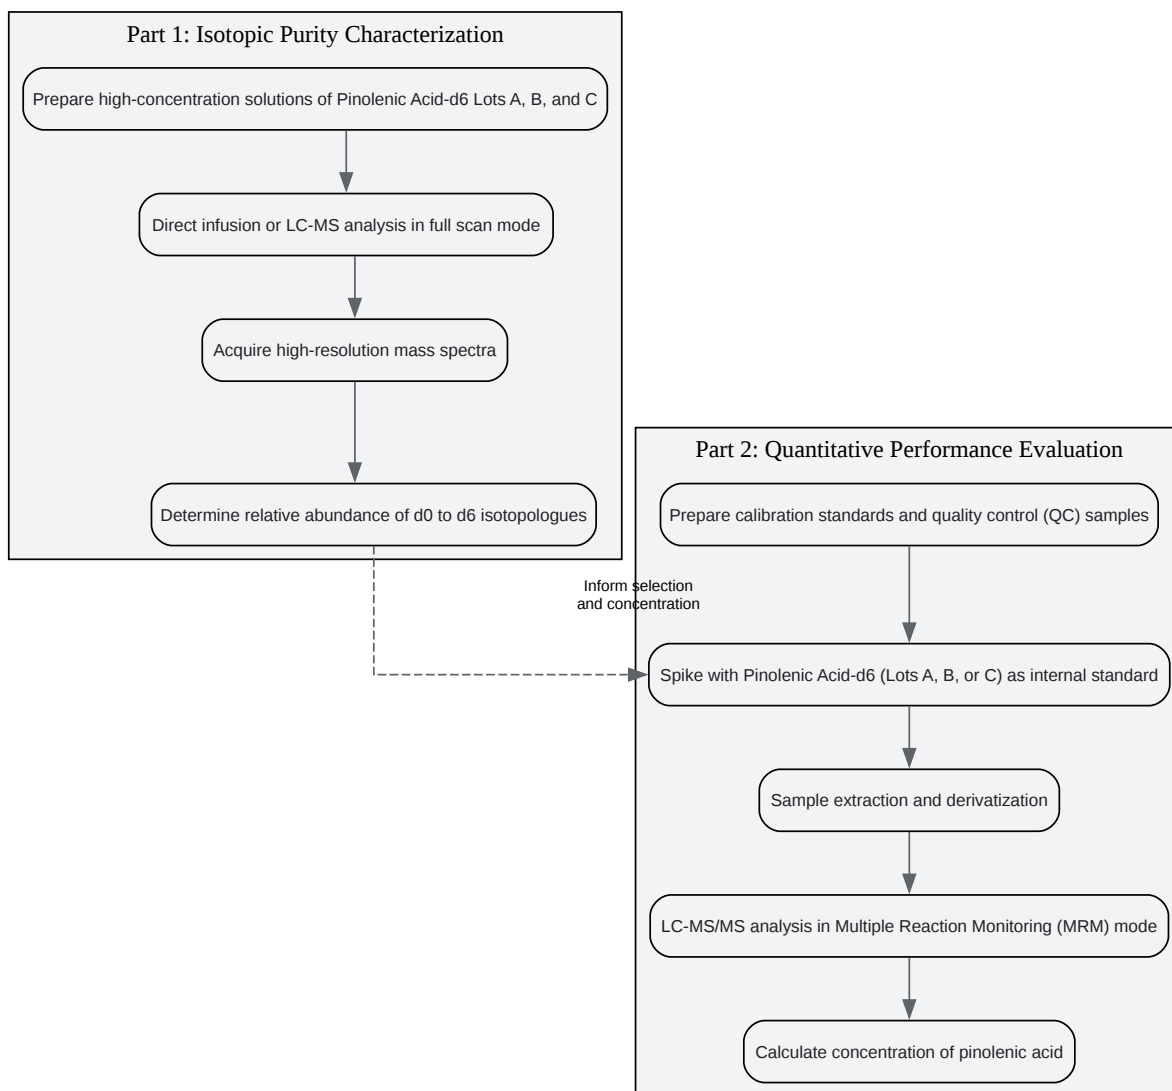 Part 1: Isotopic Purity Characterization
Prepare high-concentration solutions of Pinolenic Acid-d6 Lots A, B, and C
Direct infusion or LC-MS analysis in full scan mode
Acquire high-resolution mass spectra
Determine relative abundance of d0 to d6 isotopologues
Inform selection
and concentration
Part 2: Quantitative Performance Evaluation
Prepare calibration standards and quality control (QC) samples
Spike with Pinolenic Acid-d6 (Lots A, B, or C) as internal standard
Sample extraction and derivatization
LC-MS/MS analysis in Multiple Reaction Monitoring (MRM) mode
Calculate concentration of pinolenic acid